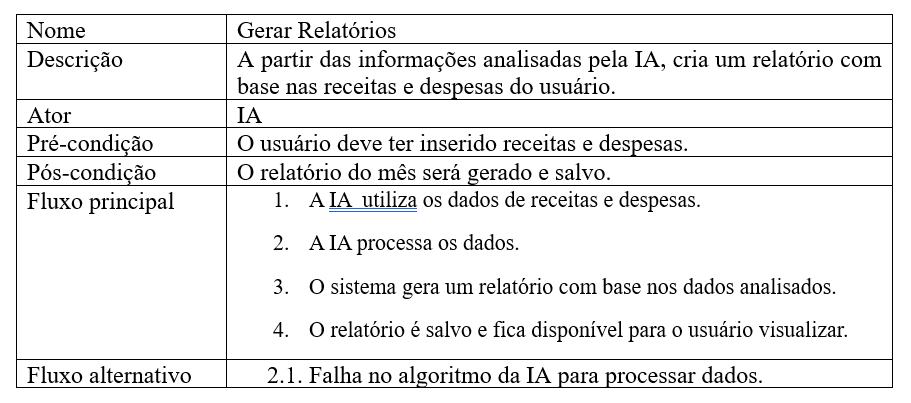 Nome Gerar Relatórios
Descrição A partir das informações analisadas pela IA, cria um relatório com
base nas receitas e despesas do usuário.
Ator IA
Pré-condição O usuário deve ter inserido receitas e despesas.
Pós-condição O relatório do mês será gerado e salvo.
Fluxo principal 1. A IA  utiliza os dados de receitas e despesas.
2. A IA processa os dados.
3. O sistema gera um relatório com base nos dados analisados.
4. O relatório é salvo e fica disponível para o usuário visualizar.
Fluxo alternativo 2.1. Falha no algoritmo da IA para processar dados.